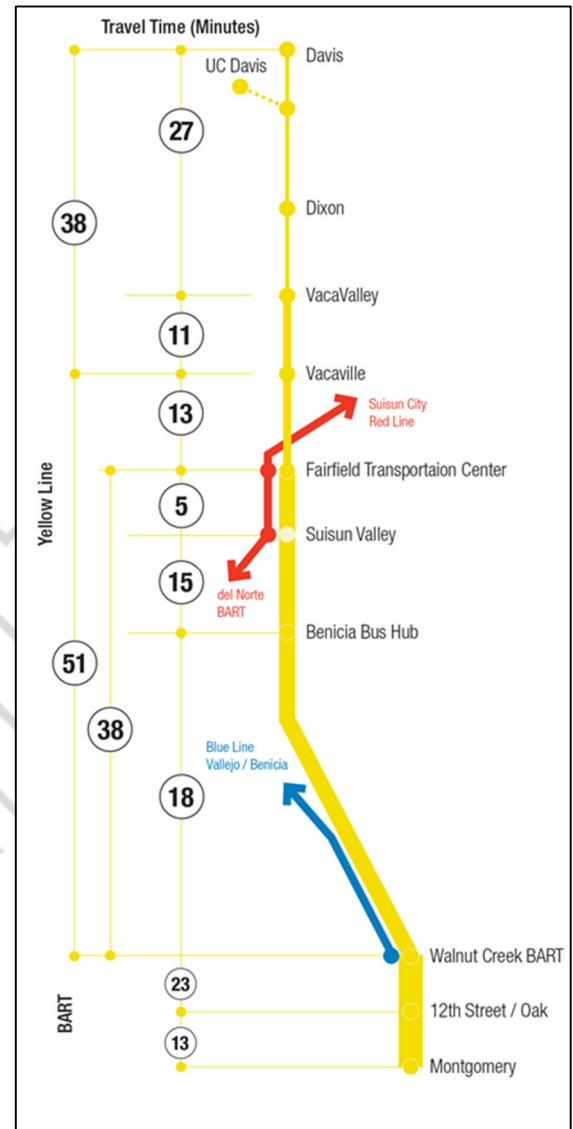 Travel Time (Minutes)
Davis
UC Davis
27
Dixon
38
VacaValley
11
Vacaville
13
Suisun City
Red Line
Fairfield Transportaion Center
5
Suisun Valley
Yellow Line
15
del Norte
BART
Benicia Bus Hub
51
38
Blue Line
Vallejo / Benicia
18
Walnut Creek BART
23
12th Street / Oak
BART
13
Montgomery